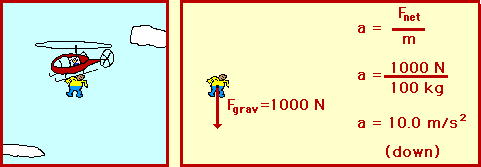 F_grav=1000 N
a = F_net / m
a = 1000 N / 100 kg
a = 10.0 m/s²
(down)